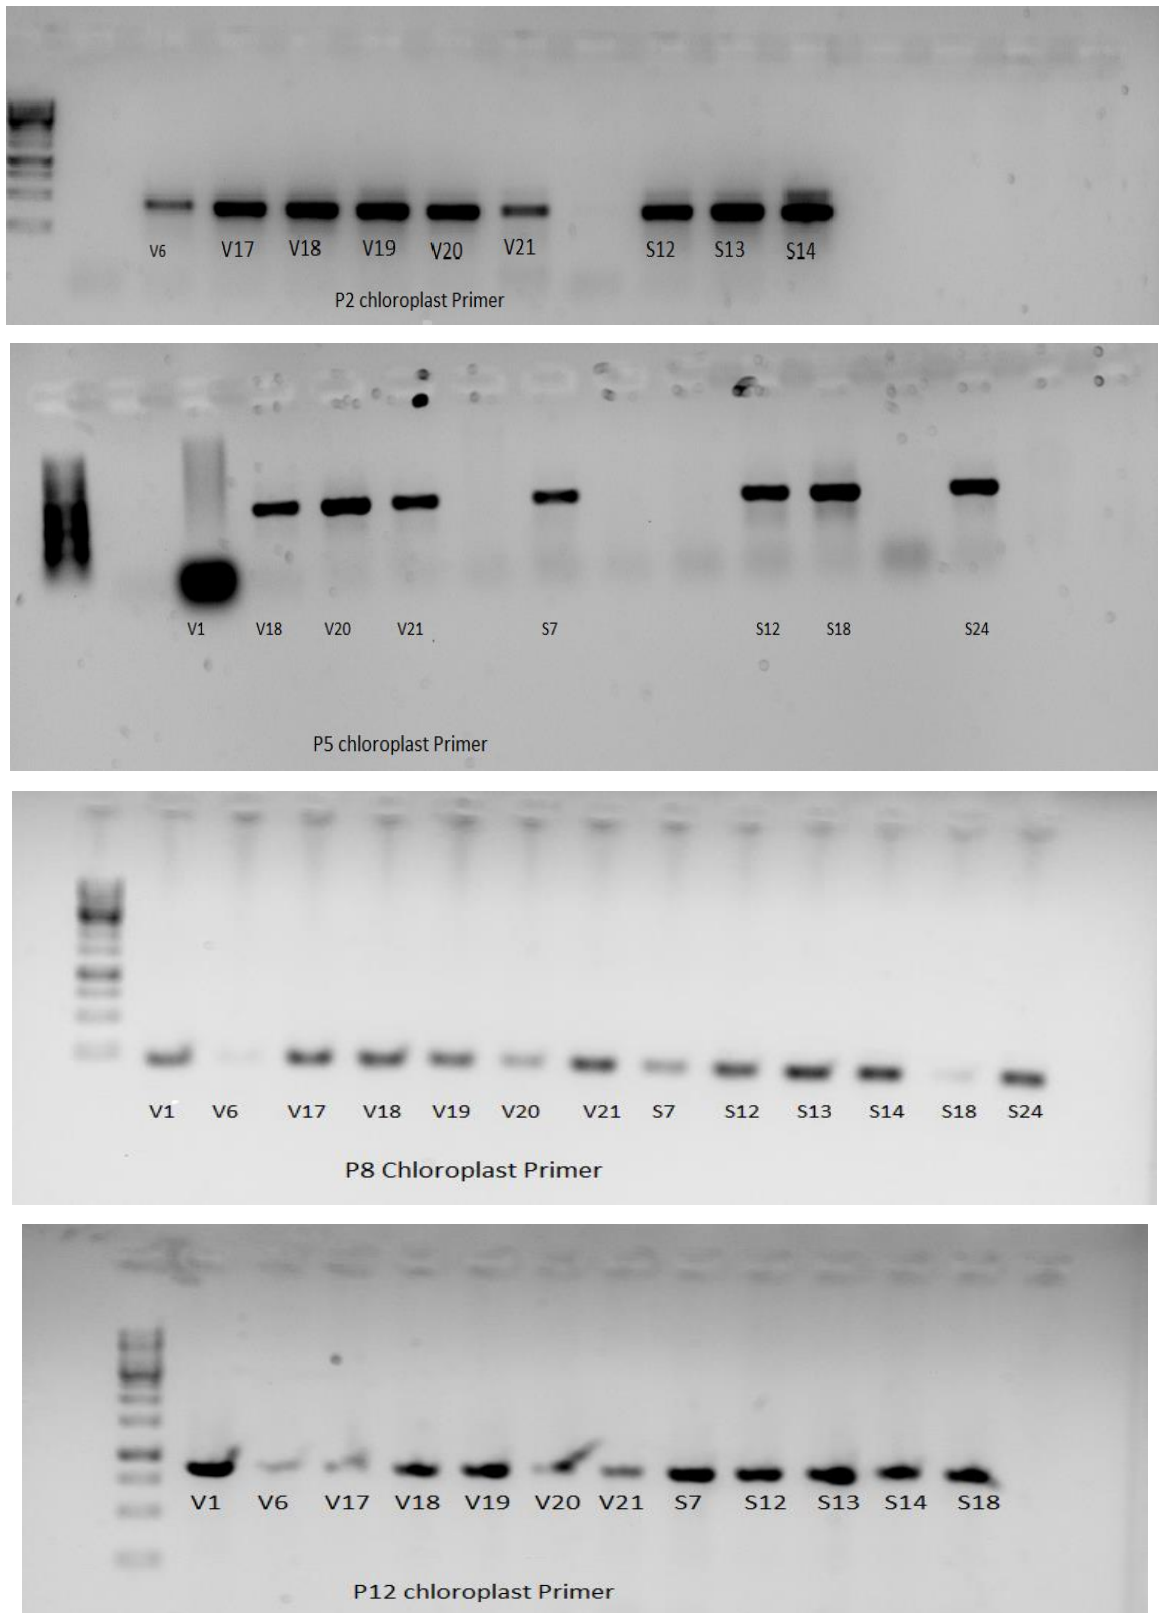 V6 V17 V18 V19 V20 V21 S12 S13 S14
P2 chloroplast Primer
V1 V18 V20 V21 S7 S12 S18 S24
P5 chloroplast Primer
V1 V6 V17 V18 V19 V20 V21 S7 S12 S13 S14 S18 S24
P8 Chloroplast Primer
V1 V6 V17 V18 V19 V20 V21 S7 S12 S13 S14 S18
P12 chloroplast Primer